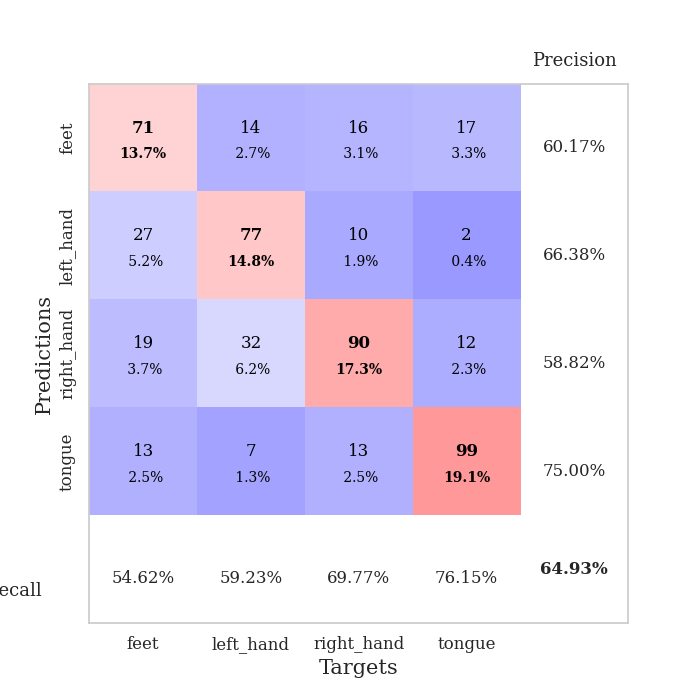 Precision
feet 71 14 16 17 60.17%
13.7% 2.7% 3.1% 3.3%
left_hand 27 77 10 2 66.38%
5.2% 14.8% 1.9% 0.4%
right_hand 19 32 90 12 58.82%
3.7% 6.2% 17.3% 2.3%
tongue 13 7 13 99 75.00%
2.5% 1.3% 2.5% 19.1%
Predictions
ecall 54.62% 59.23% 69.77% 76.15% 64.93%
feet left_hand right_hand tongue
Targets